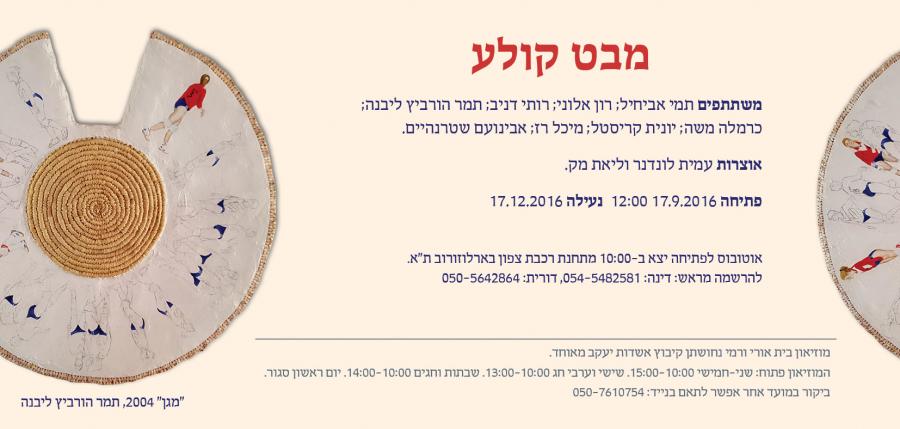 מבט קולע
משתתפים תמי אביחיל; רון אלוני; רותי דניב; תמר הורביץ ליבנה;
כרמלה משה; יונית קריסטל; מיכל רז; אבינועם שטרנהיים.
אוצרות עמית לונדנר וליאת מק.
פתיחה 17.9.2016 12:00 נעילה 17.12.2016
אוטובוס לפתיחה יצא ב-10:00 מתחנת רכבת צפון בארלוזורוב ת"א.
להרשמה מראש: דינה: 054-5482581, דורית: 050-5642864
מוזיאון בית אורי ורמי נחושתן קיבוץ אשדות יעקב מאוחד.
המוזיאון פתוח: שני-חמישי 15:00-10:00. שישי וערבי חג 13:00-10:00. שבתות וחגים 14:00-10:00. יום ראשון סגור.
ביקור במועד אחר אפשר לתאם בנייד: 050-7610754
"מגן" 2004, תמר הורביץ ליבנה